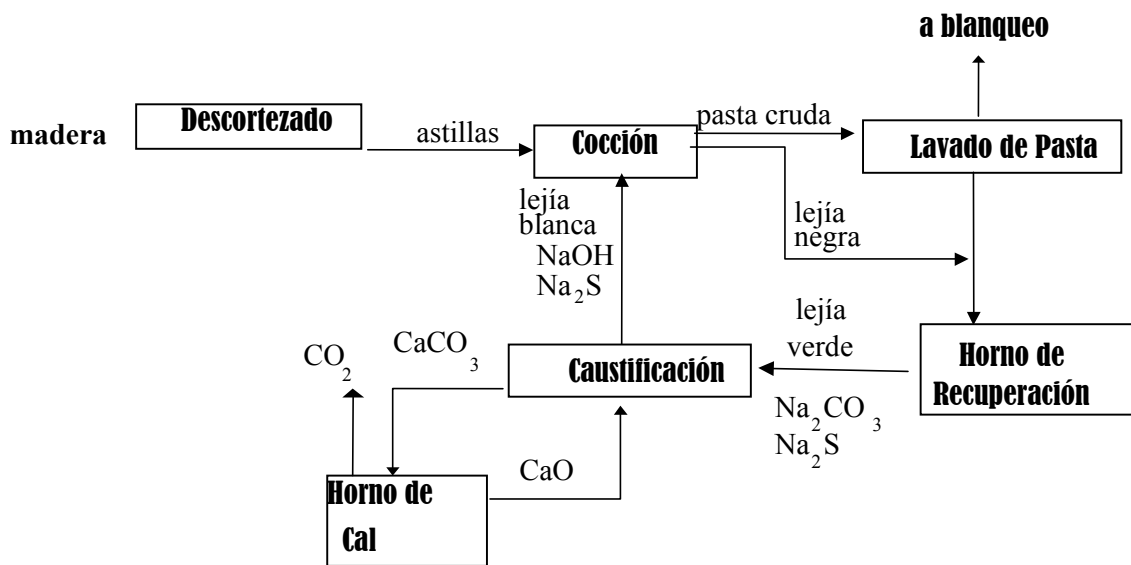 a blanqueo
madera
Descortezado
astillas
Cocción
pasta cruda
Lavado de Pasta
lejía
blanca
NaOH
Na2S
lejía
negra
lejía
verde
Horno de
Recuperación
Na2CO3
Na2S
Caustificación
CaCO3
CO2
CaO
Horno de
Cal